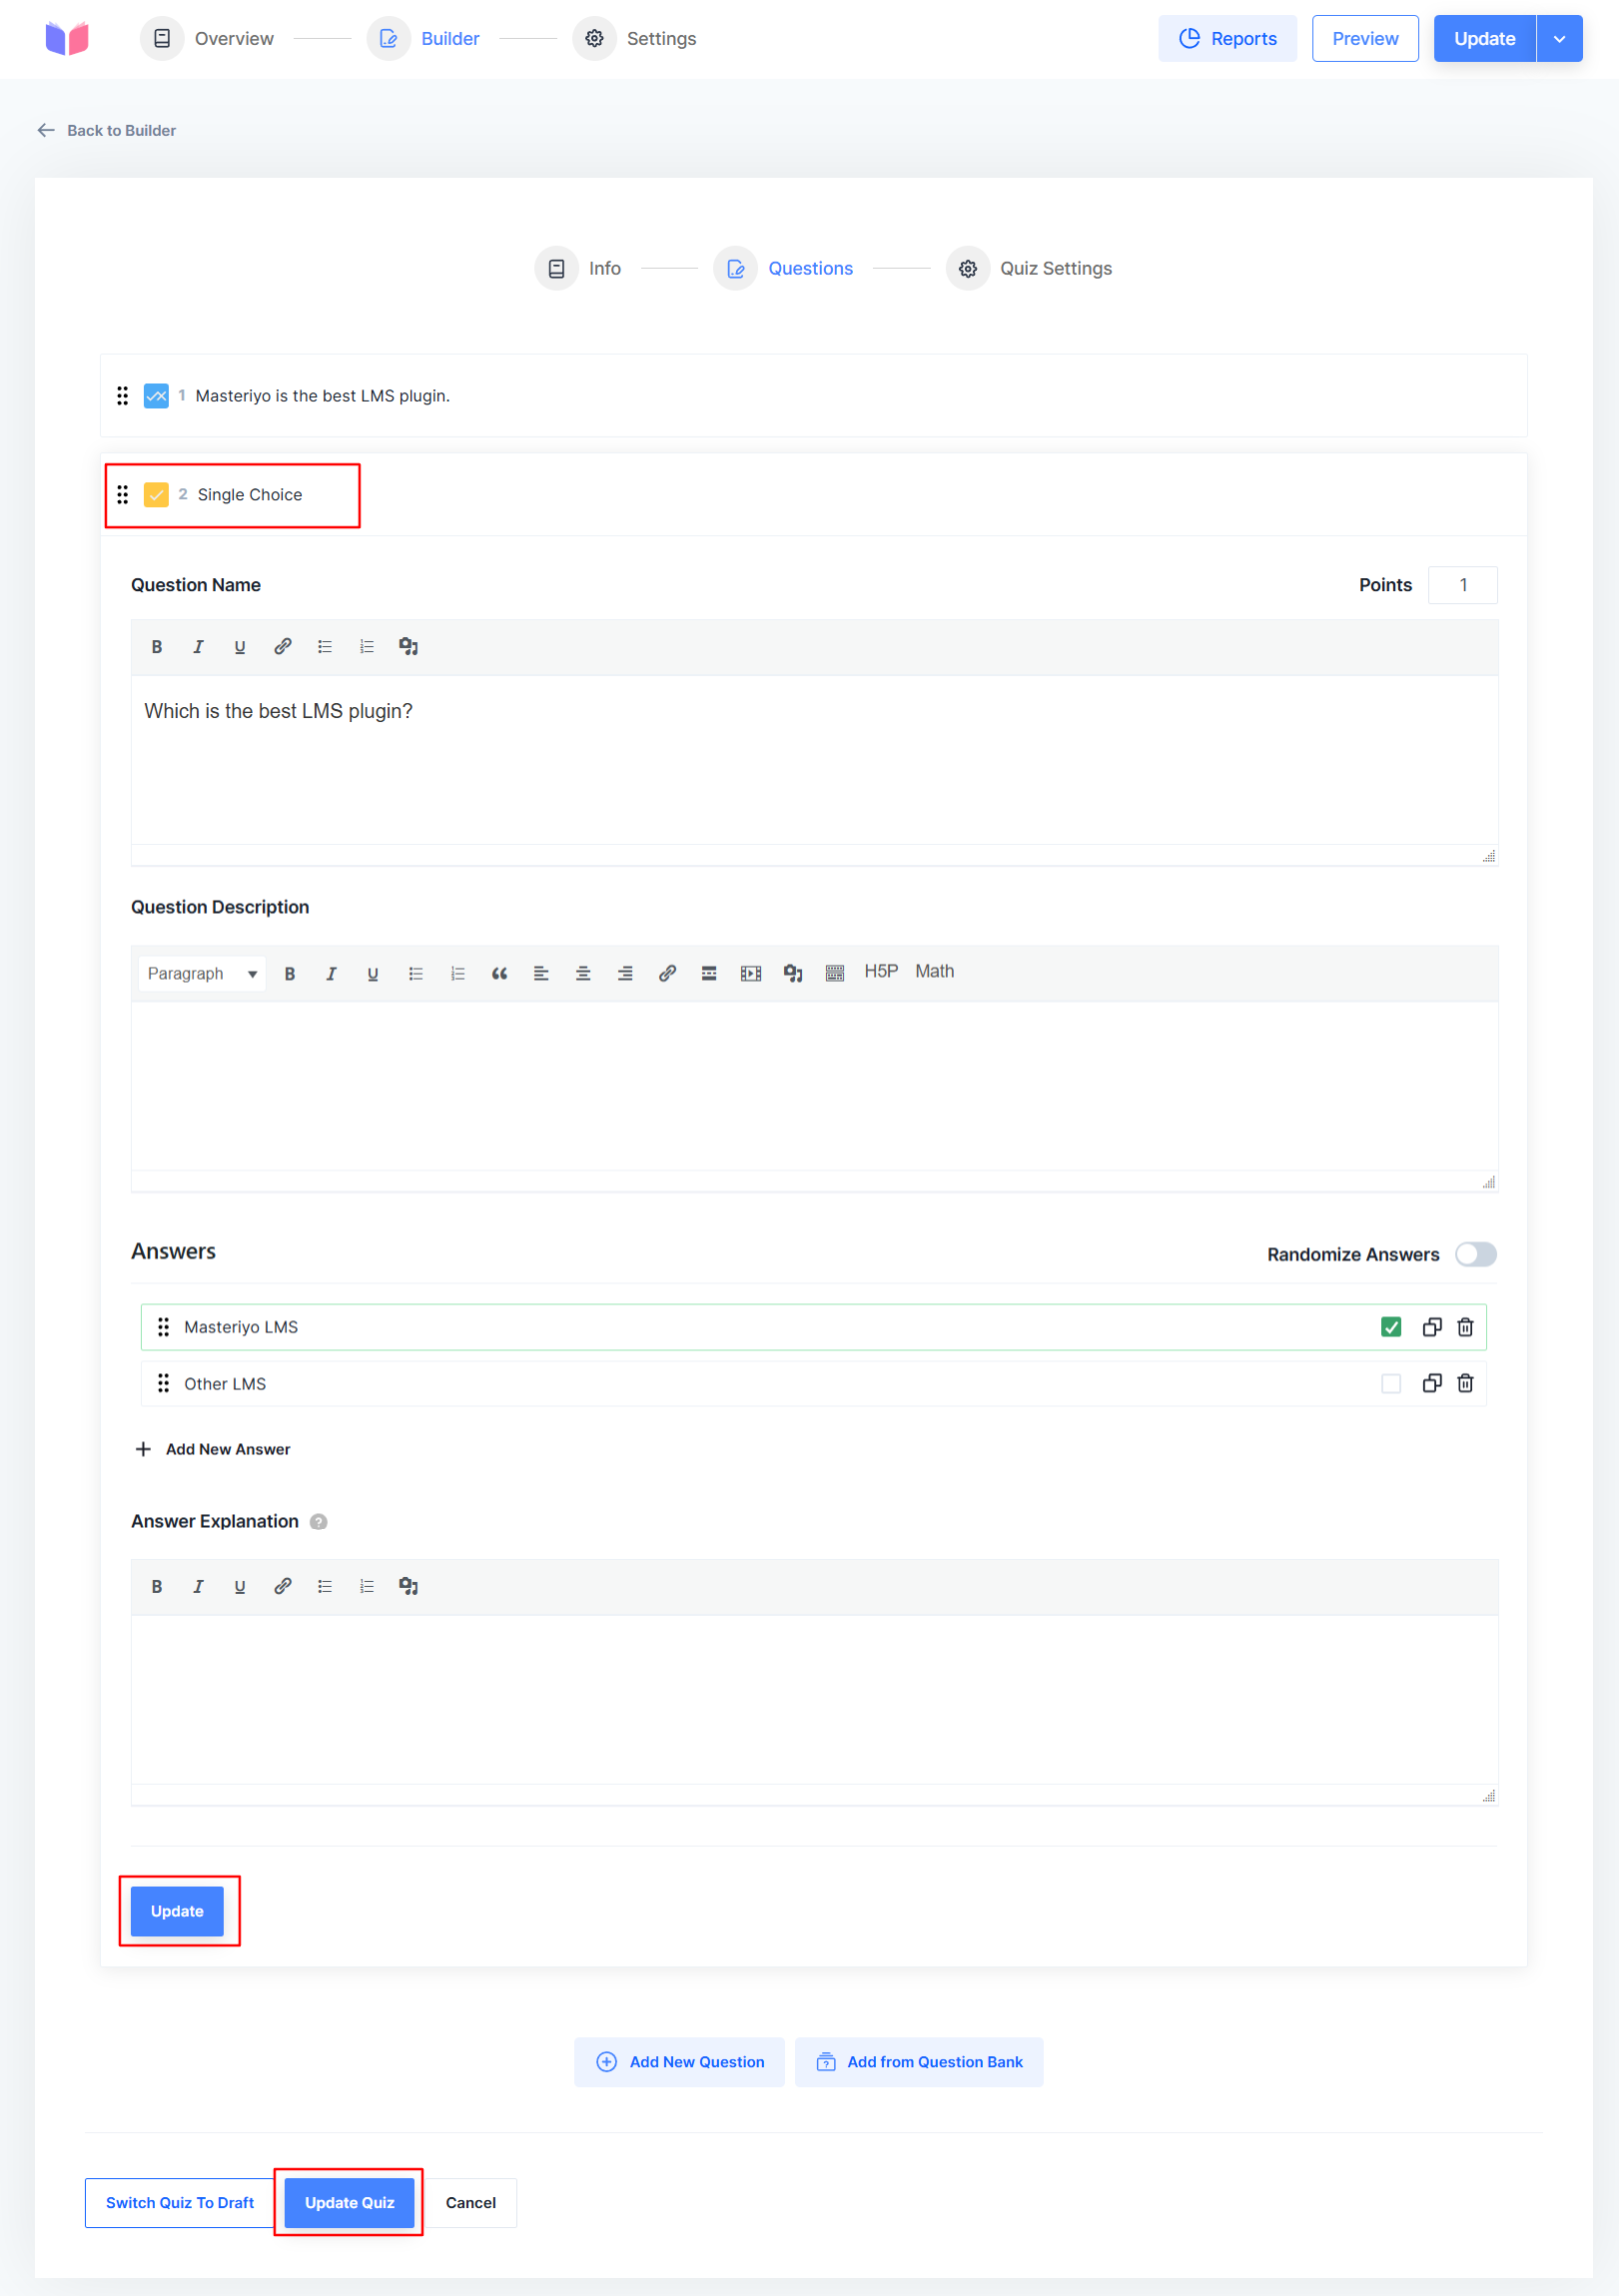 Overview Builder Settings Reports Preview Update
Back to Builder
Info Questions Quiz Settings
1 Masteriyo is the best LMS plugin.
2 Single Choice
Question Name Points 1
B I U
Which is the best LMS plugin?
Question Description
Paragraph B I U H5P Math
Answers Randomize Answers
Masteriyo LMS
Other LMS
Add New Answer
Answer Explanation ?
B I U
Update
Add New Question Add from Question Bank
Switch Quiz To Draft Update Quiz Cancel